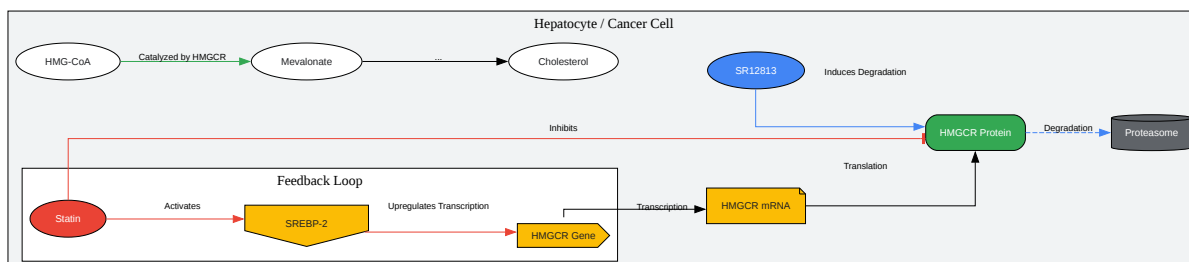 Hepatocyte / Cancer Cell
HMG-CoA
Catalyzed by HMGCR
Mevalonate
...
Cholesterol
SR12813
Induces Degradation
Inhibits
HMGCR Protein
Degradation
Proteasome
Translation
Feedback Loop
Statin
Activates
SREBP-2
Upregulates Transcription
HMGCR Gene
Transcription
HMGCR mRNA